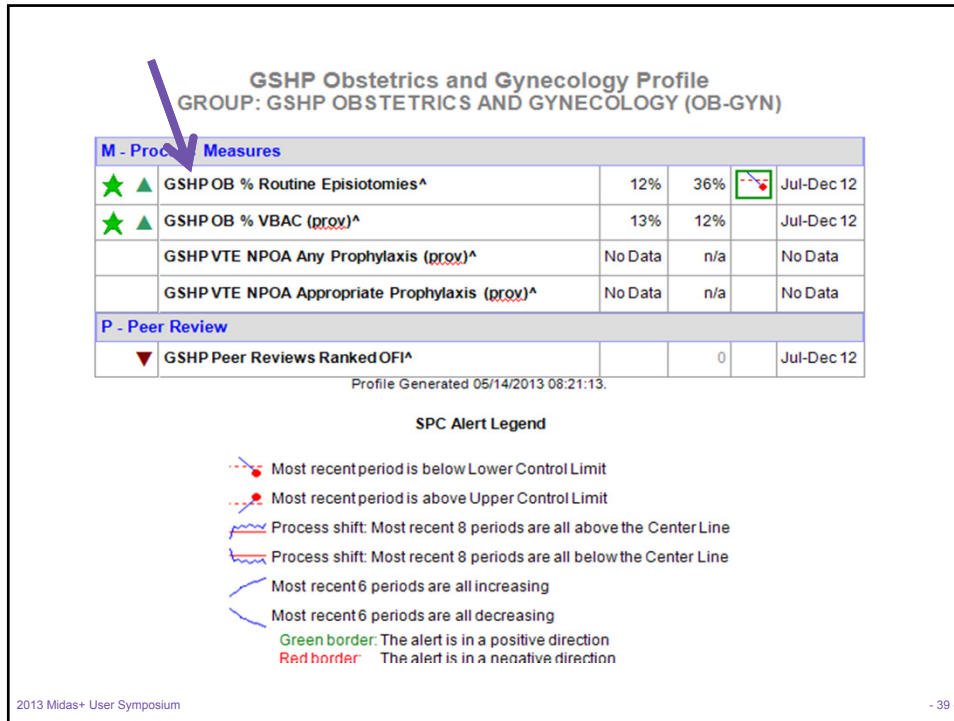 GSHP Obstetrics and Gynecology Profile
GROUP: GSHP OBSTETRICS AND GYNECOLOGY (OB-GYN)
M - Proc Measures
GSHP OB % Routine Episiotomies^ 12% 36% Jul-Dec 12
GSHP OB % VBAC (prov)^ 13% 12% Jul-Dec 12
GSHP VTE NPOA Any Prophylaxis (prov)^ No Data n/a No Data
GSHP VTE NPOA Appropriate Prophylaxis (prov)^ No Data n/a No Data
P - Peer Review
GSHP Peer Reviews Ranked OFI^ 0 Jul-Dec 12
Profile Generated 05/14/2013 08:21:13.
SPC Alert Legend
Most recent period is below Lower Control Limit
Most recent period is above Upper Control Limit
Process shift: Most recent 8 periods are all above the Center Line
Process shift: Most recent 8 periods are all below the Center Line
Most recent 6 periods are all increasing
Most recent 6 periods are all decreasing
Green border: The alert is in a positive direction
Red border: The alert is in a negative direction
2013 Midas+ User Symposium - 39